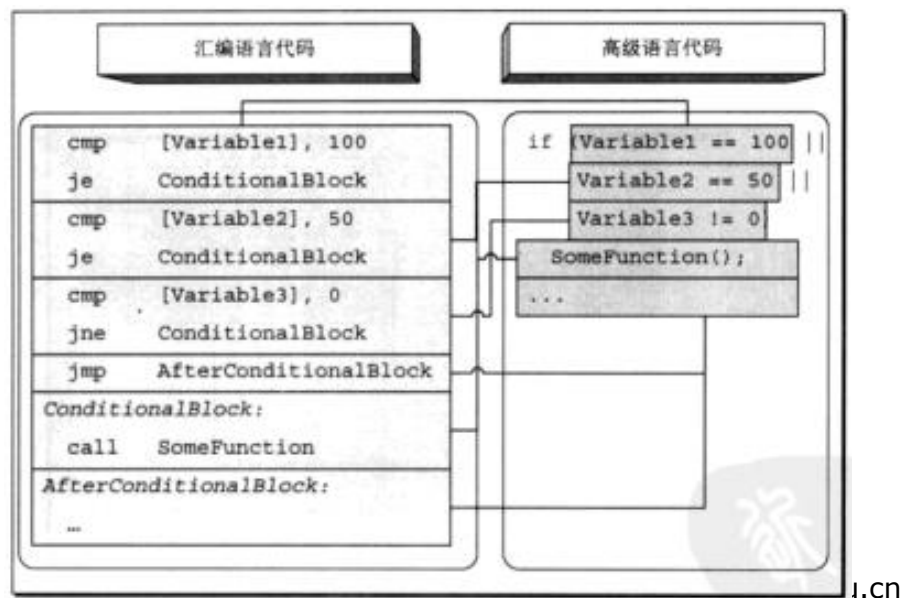 汇编语言代码
高级语言代码
cmp [Variable1], 100
je ConditionalBlock
cmp [Variable2], 50
je ConditionalBlock
cmp [Variable3], 0
jne ConditionalBlock
jmp AfterConditionalBlock
ConditionalBlock:
call SomeFunction
AfterConditionalBlock:
…
if (Variable1 == 100 ||
Variable2 == 50 ||
Variable3 != 0)
SomeFunction();
...
u.cn